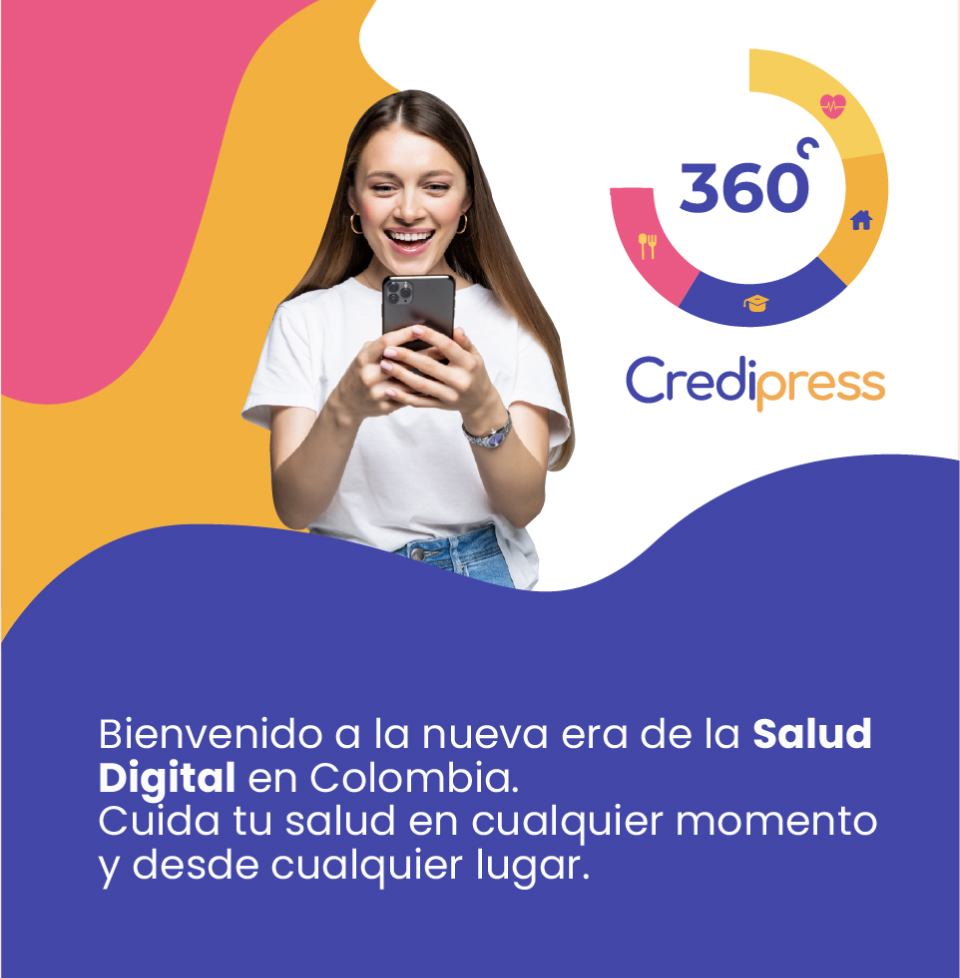 360°
Credipress
Bienvenido a la nueva era de la Salud
Digital en Colombia.
Cuida tu salud en cualquier momento
y desde cualquier lugar.